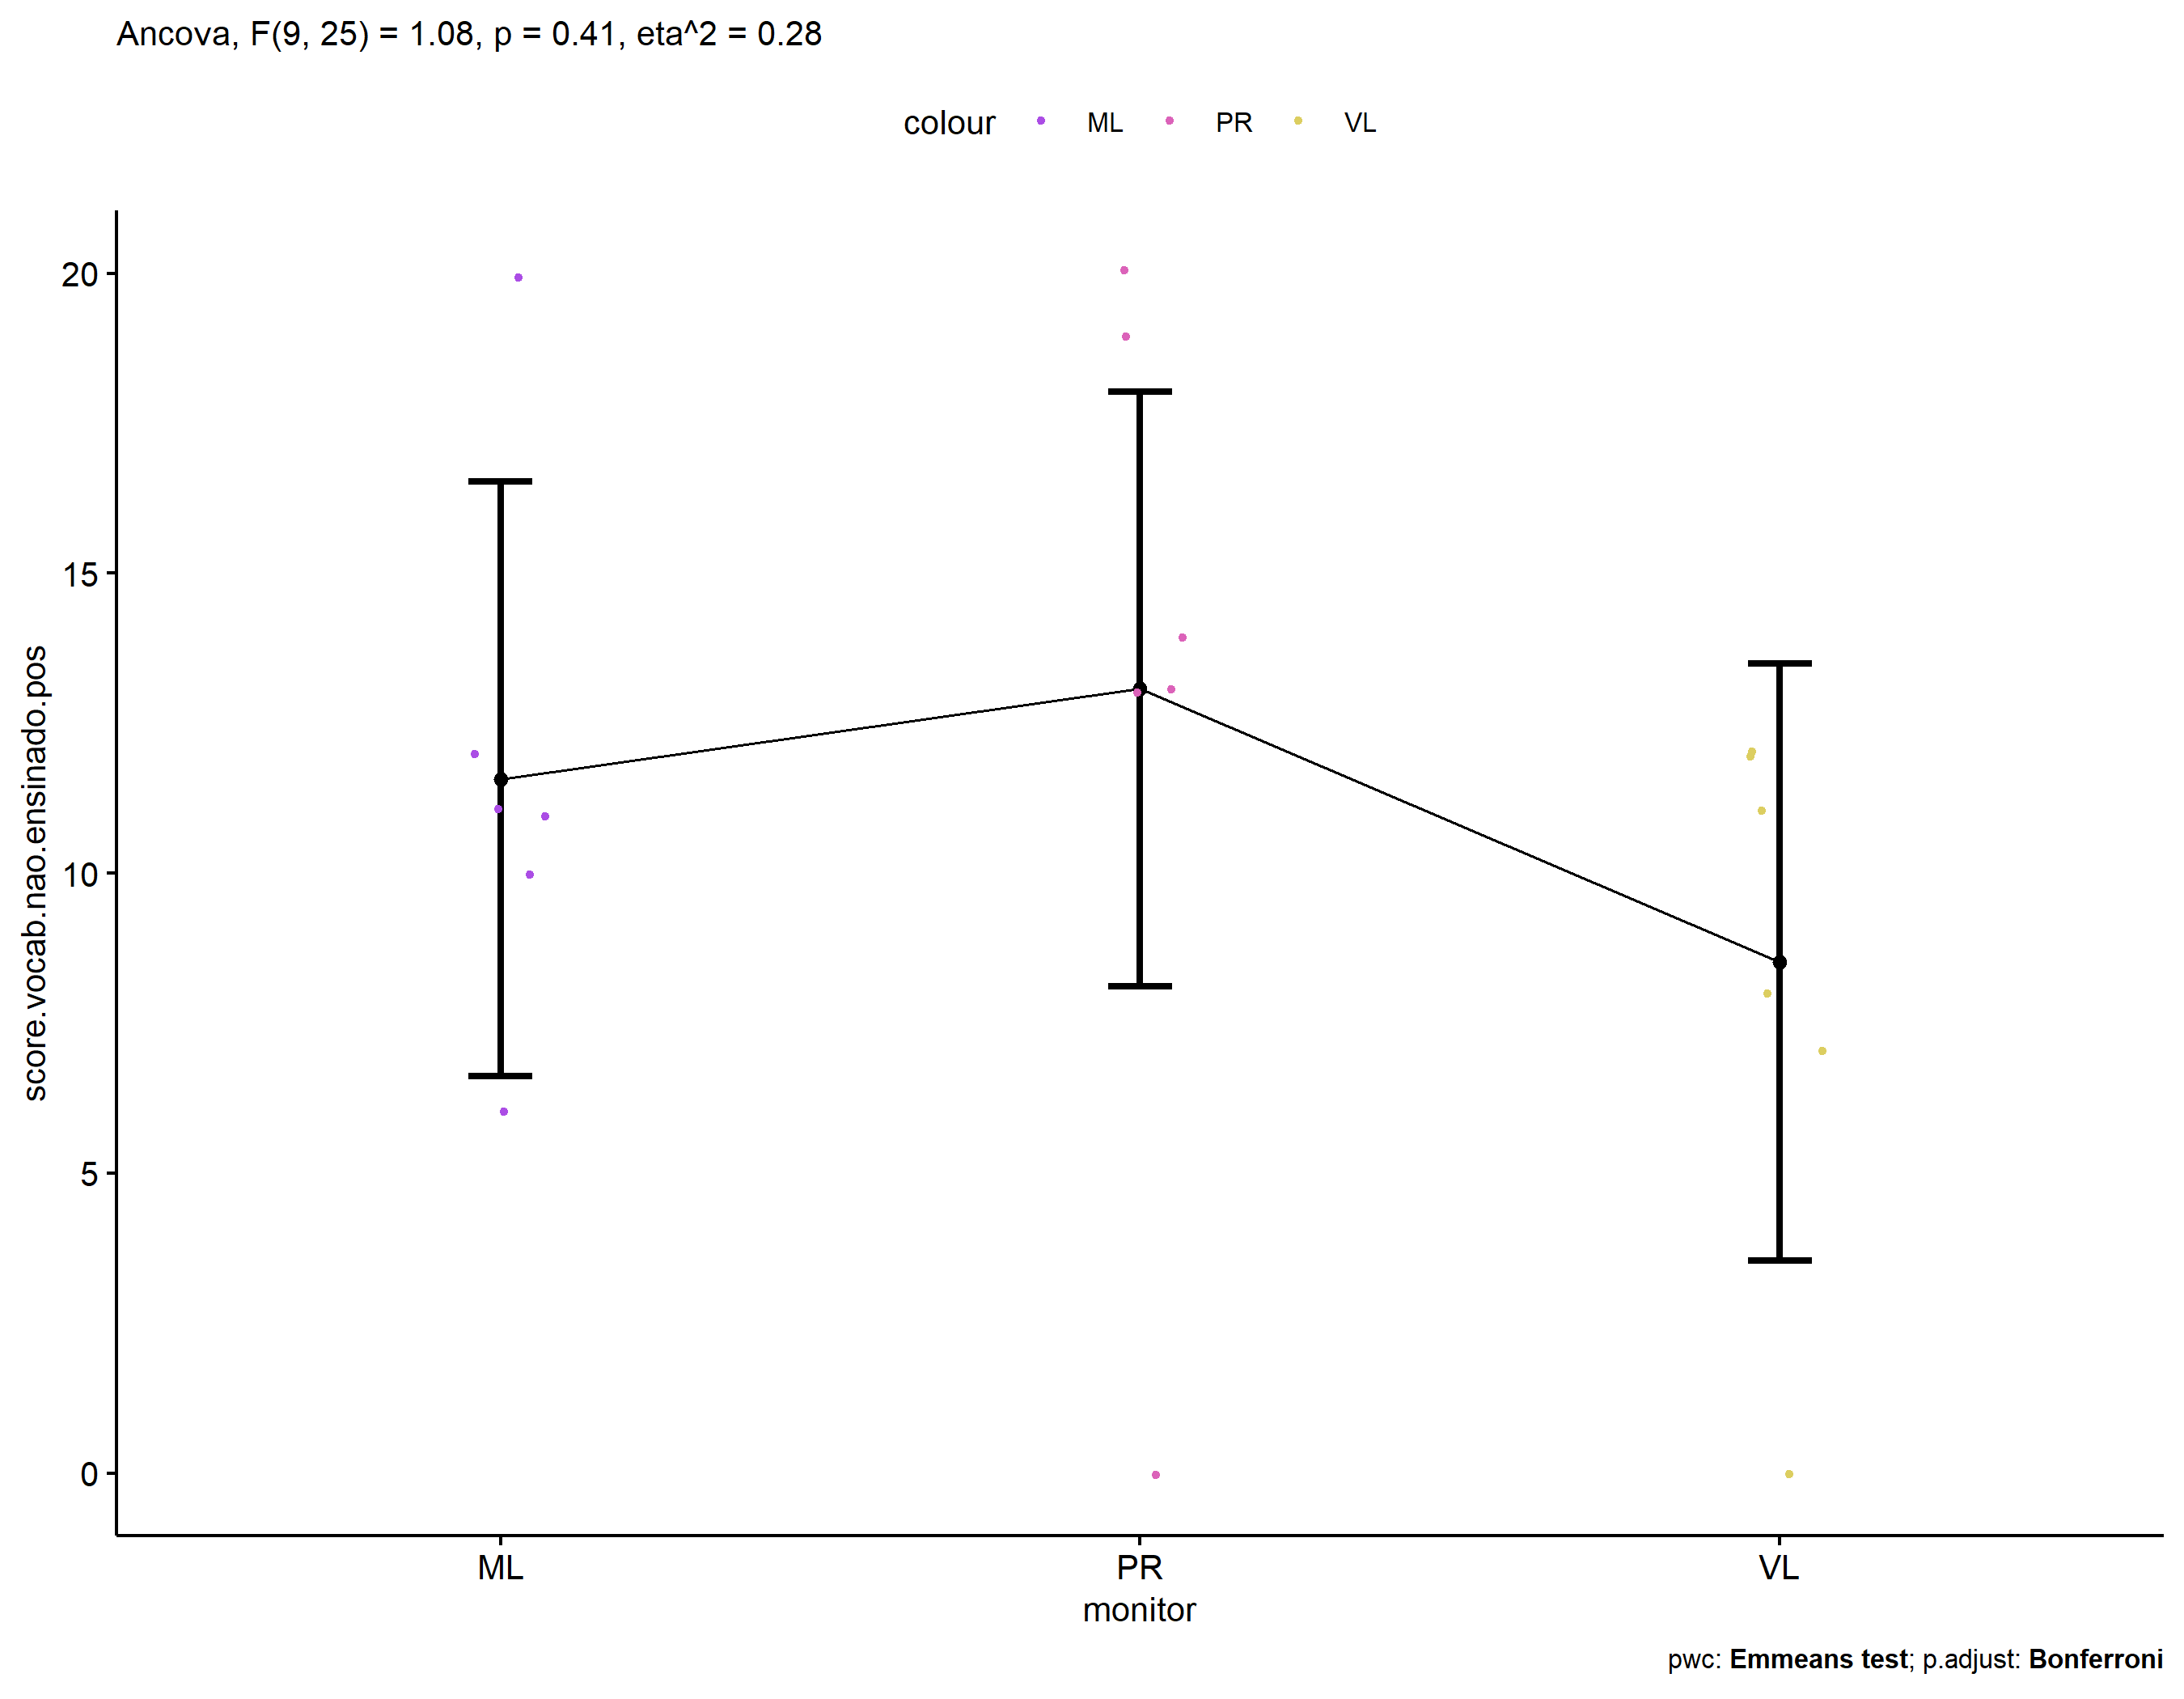 Ancova, F(9, 25) = 1.08, p = 0.41, eta^2 = 0.28
colour ML PR VL
score.vocab.nao.ensinado.pos
20
15
10
5
0
ML PR VL
monitor
pwc: Emmeans test; p.adjust: Bonferroni